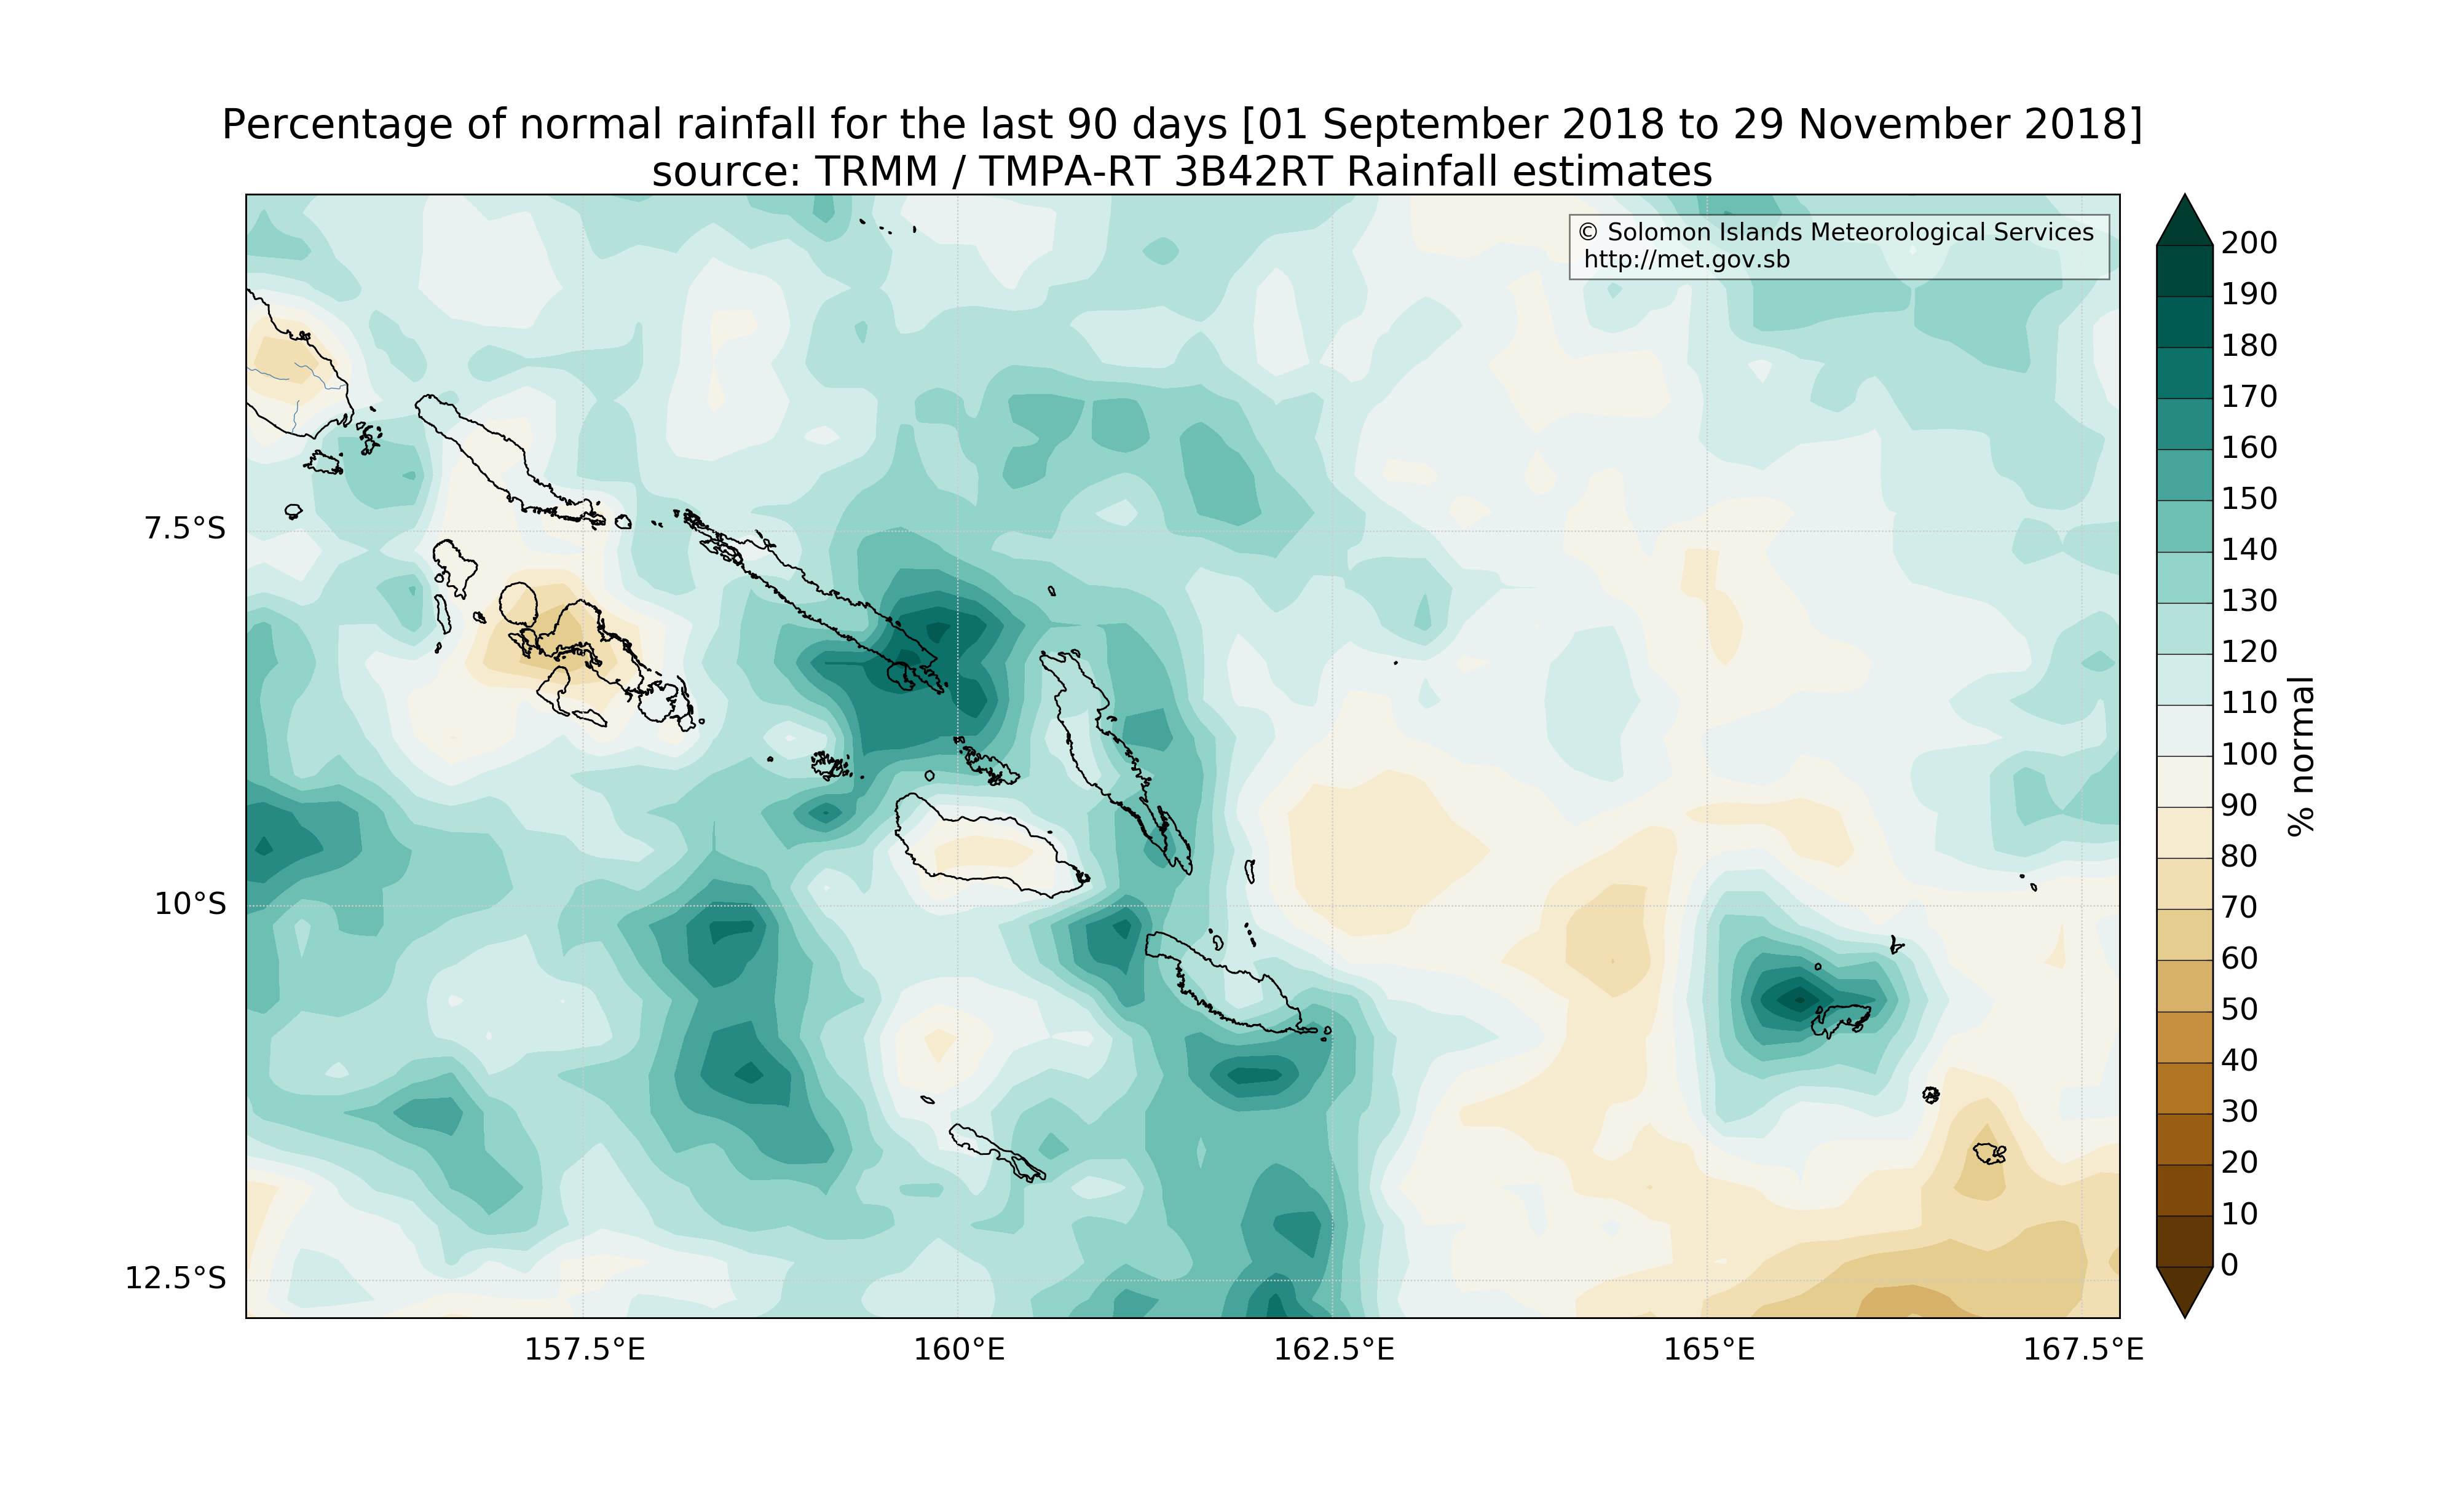 Percentage of normal rainfall for the last 90 days [01 September 2018 to 29 November 2018]
source: TRMM / TMPA-RT 3B42RT Rainfall estimates
© Solomon Islands Meteorological Services
http://met.gov.sb
7.5°S
10°S
12.5°S
157.5°E
160°E
162.5°E
165°E
167.5°E
200
190
180
170
160
150
140
130
120
110
100
90
80
70
60
50
40
30
20
10
0
% normal